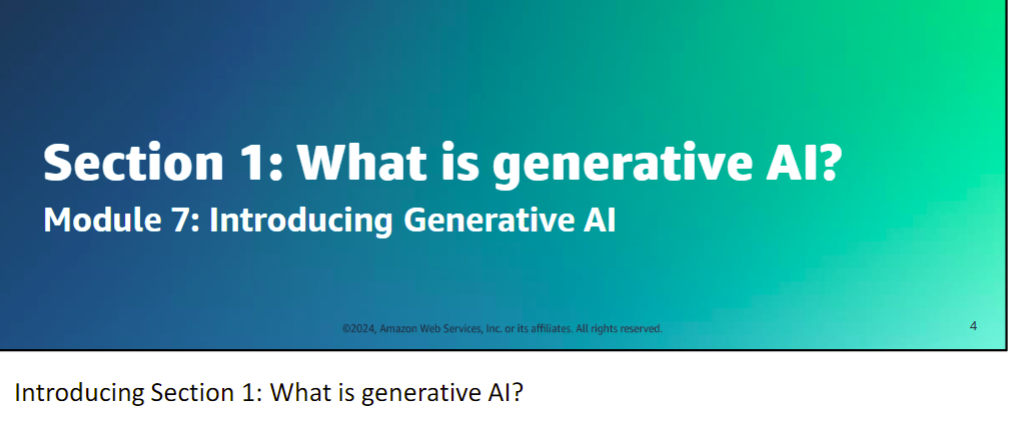 Section 1: What is generative AI?
Module 7: Introducing Generative AI
©2024, Amazon Web Services, Inc. or its affiliates. All rights reserved.
4
Introducing Section 1: What is generative AI?